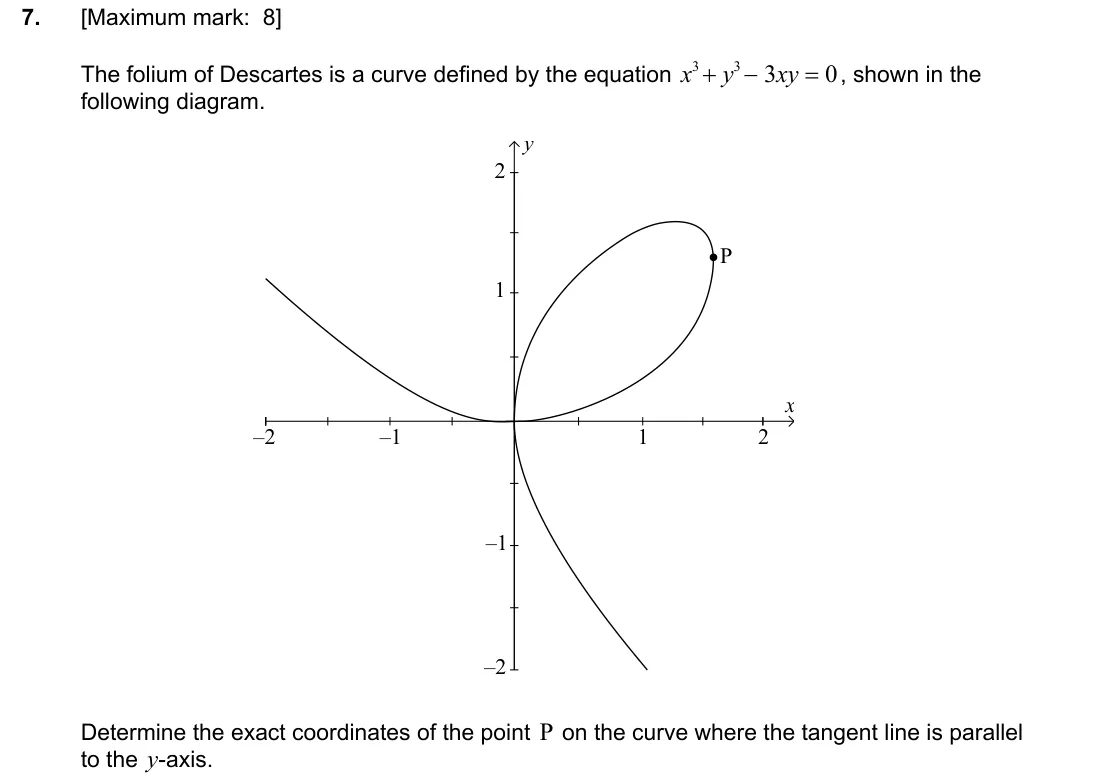 7. [Maximum mark: 8]
The folium of Descartes is a curve defined by the equation x³ + y³ – 3xy = 0, shown in the
following diagram.
y
2
P
1
x
–2 –1 1 2
–1
–2
Determine the exact coordinates of the point P on the curve where the tangent line is parallel
to the y-axis.